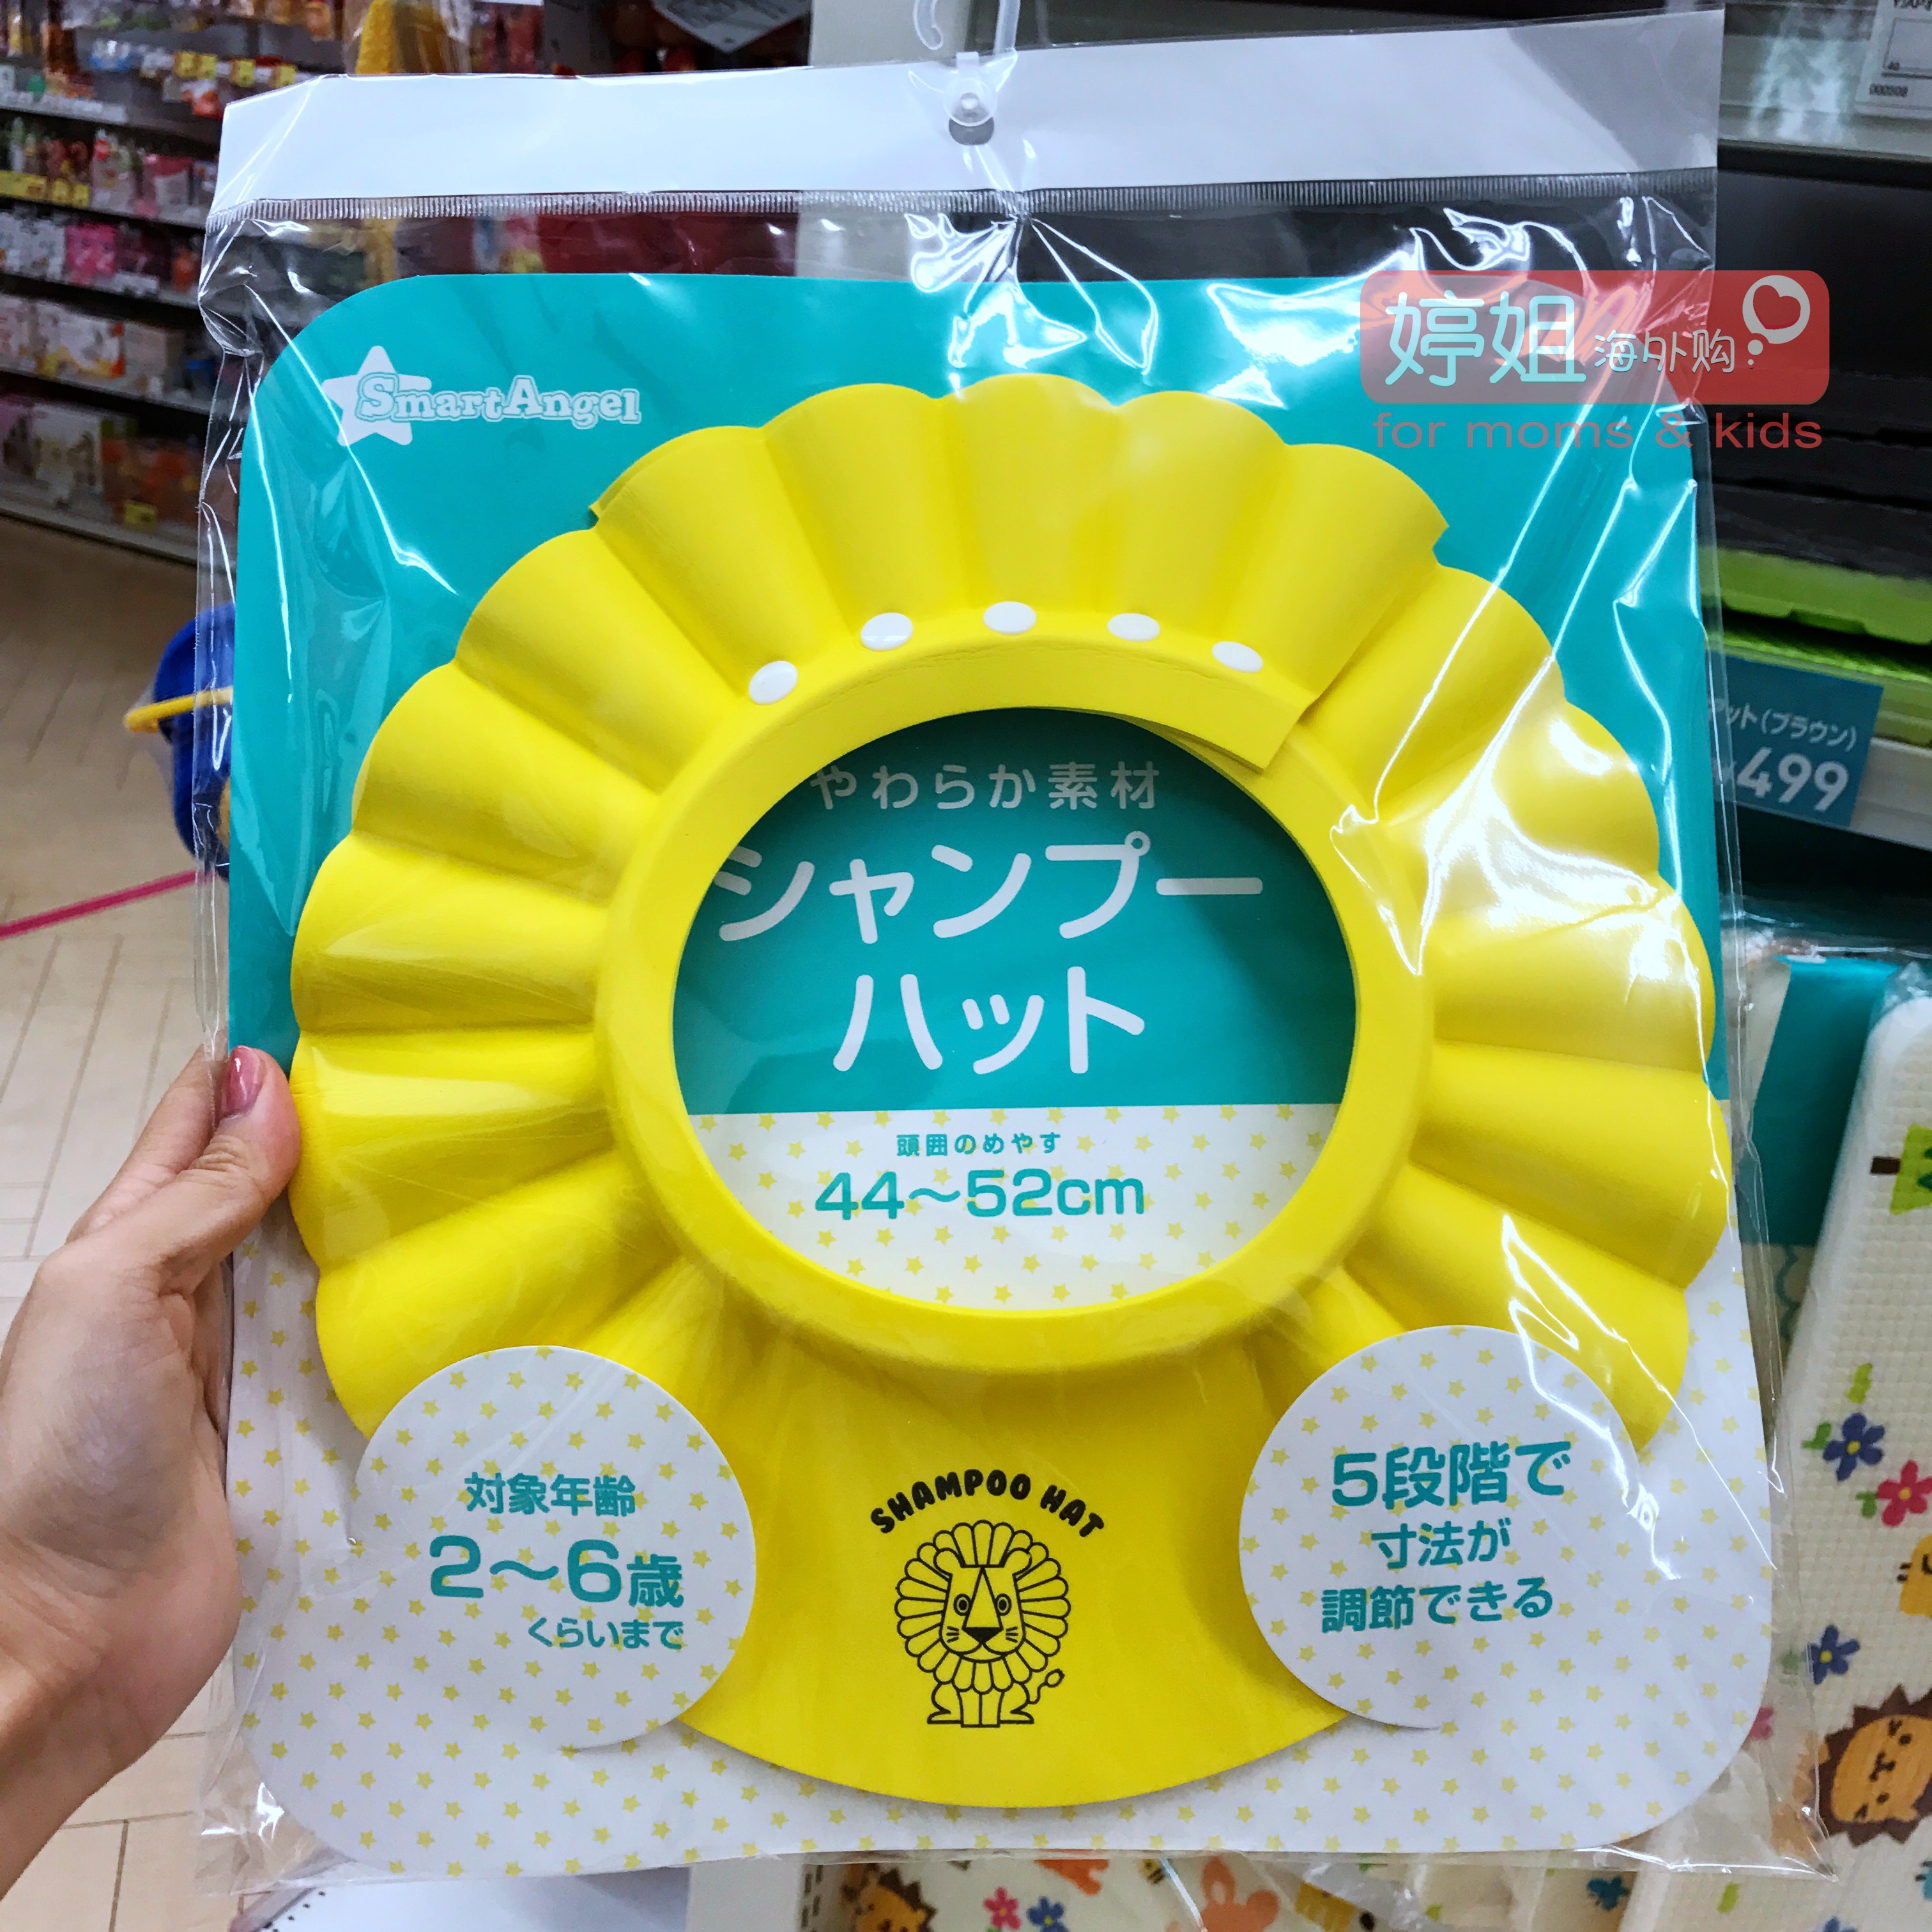 SmartAngel
婷姐海外购
for moms & kids
やわらか素材
シャンプー
ハット
頭囲のめやす
44～52cm
対象年齢
2～6歳
くらいまで
5段階で
寸法が
調節できる
SHAMPOO HAT
ット(ブラウン)
499
000808